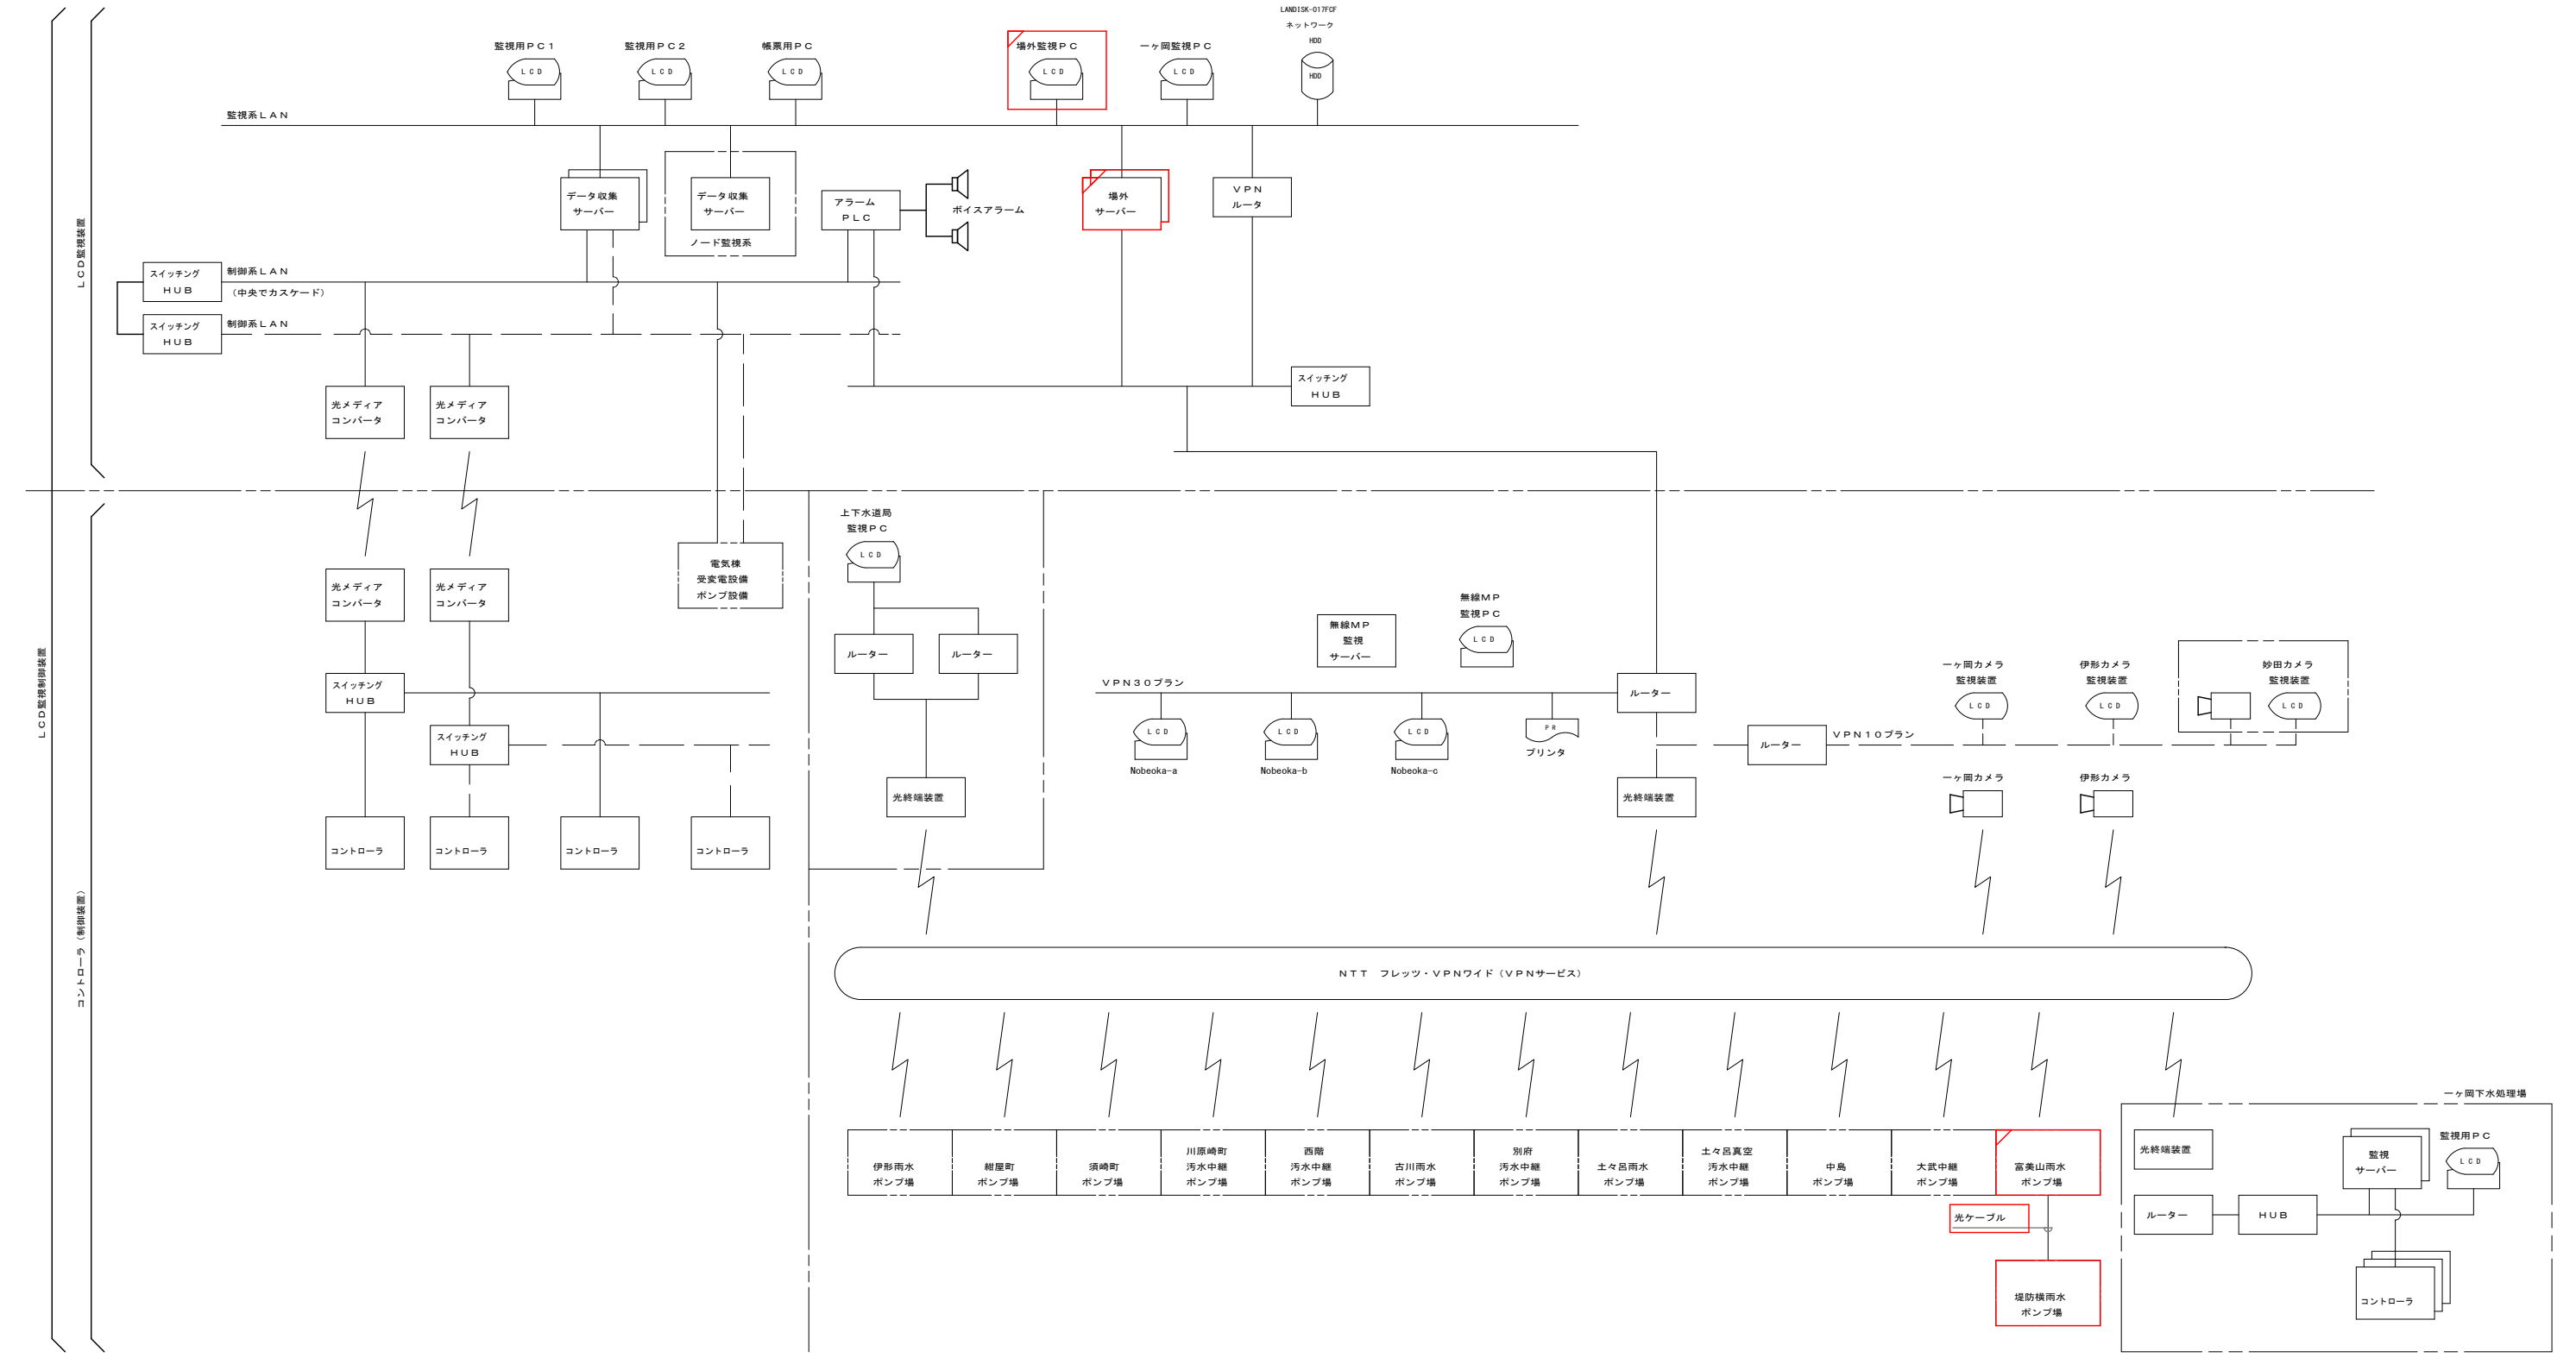 LANDISK-017FCF
ネットワーク
HDD
HDD
監視用ＰＣ１
ＬＣＤ
監視用ＰＣ２
ＬＣＤ
帳票用ＰＣ
ＬＣＤ
場外監視ＰＣ
ＬＣＤ
一ヶ岡監視ＰＣ
ＬＣＤ
監視系ＬＡＮ
データ収集
サーバー
データ収集
サーバー
ノード監視系
アラーム
ＰＬＣ
ボイスアラーム
場外
サーバー
ＶＰＮ
ルータ
ＬＣＤ監視装置
スイッチング
ＨＵＢ
制御系ＬＡＮ
（中央でカスケード）
スイッチング
ＨＵＢ
制御系ＬＡＮ
スイッチング
ＨＵＢ
光メディア
コンバータ
光メディア
コンバータ
上下水道局
監視ＰＣ
ＬＣＤ
電気棟
受変電設備
ポンプ設備
光メディア
コンバータ
光メディア
コンバータ
ルーター
ルーター
無線ＭＰ
監視
サーバー
無線ＭＰ
監視ＰＣ
ＬＣＤ
ＬＣＤ監視制御装置
スイッチング
ＨＵＢ
スイッチング
ＨＵＢ
ＶＰＮ３０プラン
ルーター
ＬＣＤ
Nobeoka-a
ＬＣＤ
Nobeoka-b
ＬＣＤ
Nobeoka-c
ＰＲ
プリンタ
ルーター
ＶＰＮ１０プラン
一ヶ岡カメラ
監視装置
ＬＣＤ
伊形カメラ
監視装置
ＬＣＤ
妙田カメラ
監視装置
ＬＣＤ
一ヶ岡カメラ
伊形カメラ
光終端装置
光終端装置
コントローラ
コントローラ
コントローラ
コントローラ
コントローラ（制御装置）
ＮＴＴ　フレッツ・ＶＰＮワイド（ＶＰＮサービス）
伊形雨水
ポンプ場
紺屋町
ポンプ場
須崎町
ポンプ場
川原崎町
汚水中継
ポンプ場
西階
汚水中継
ポンプ場
古川雨水
ポンプ場
別府
汚水中継
ポンプ場
土々呂雨水
ポンプ場
土々呂真空
汚水中継
ポンプ場
中島
ポンプ場
大武中継
ポンプ場
富美山雨水
ポンプ場
光ケーブル
堤防横雨水
ポンプ場
一ヶ岡下水処理場
光終端装置
監視
サーバー
監視用ＰＣ
ＬＣＤ
ルーター
ＨＵＢ
コントローラ